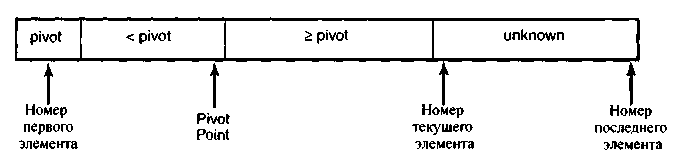 pivot
< pivot
≥ pivot
unknown
Номер
первого
элемента
Pivot
Point
Номер
текущего
элемента
Номер
последнего
элемента